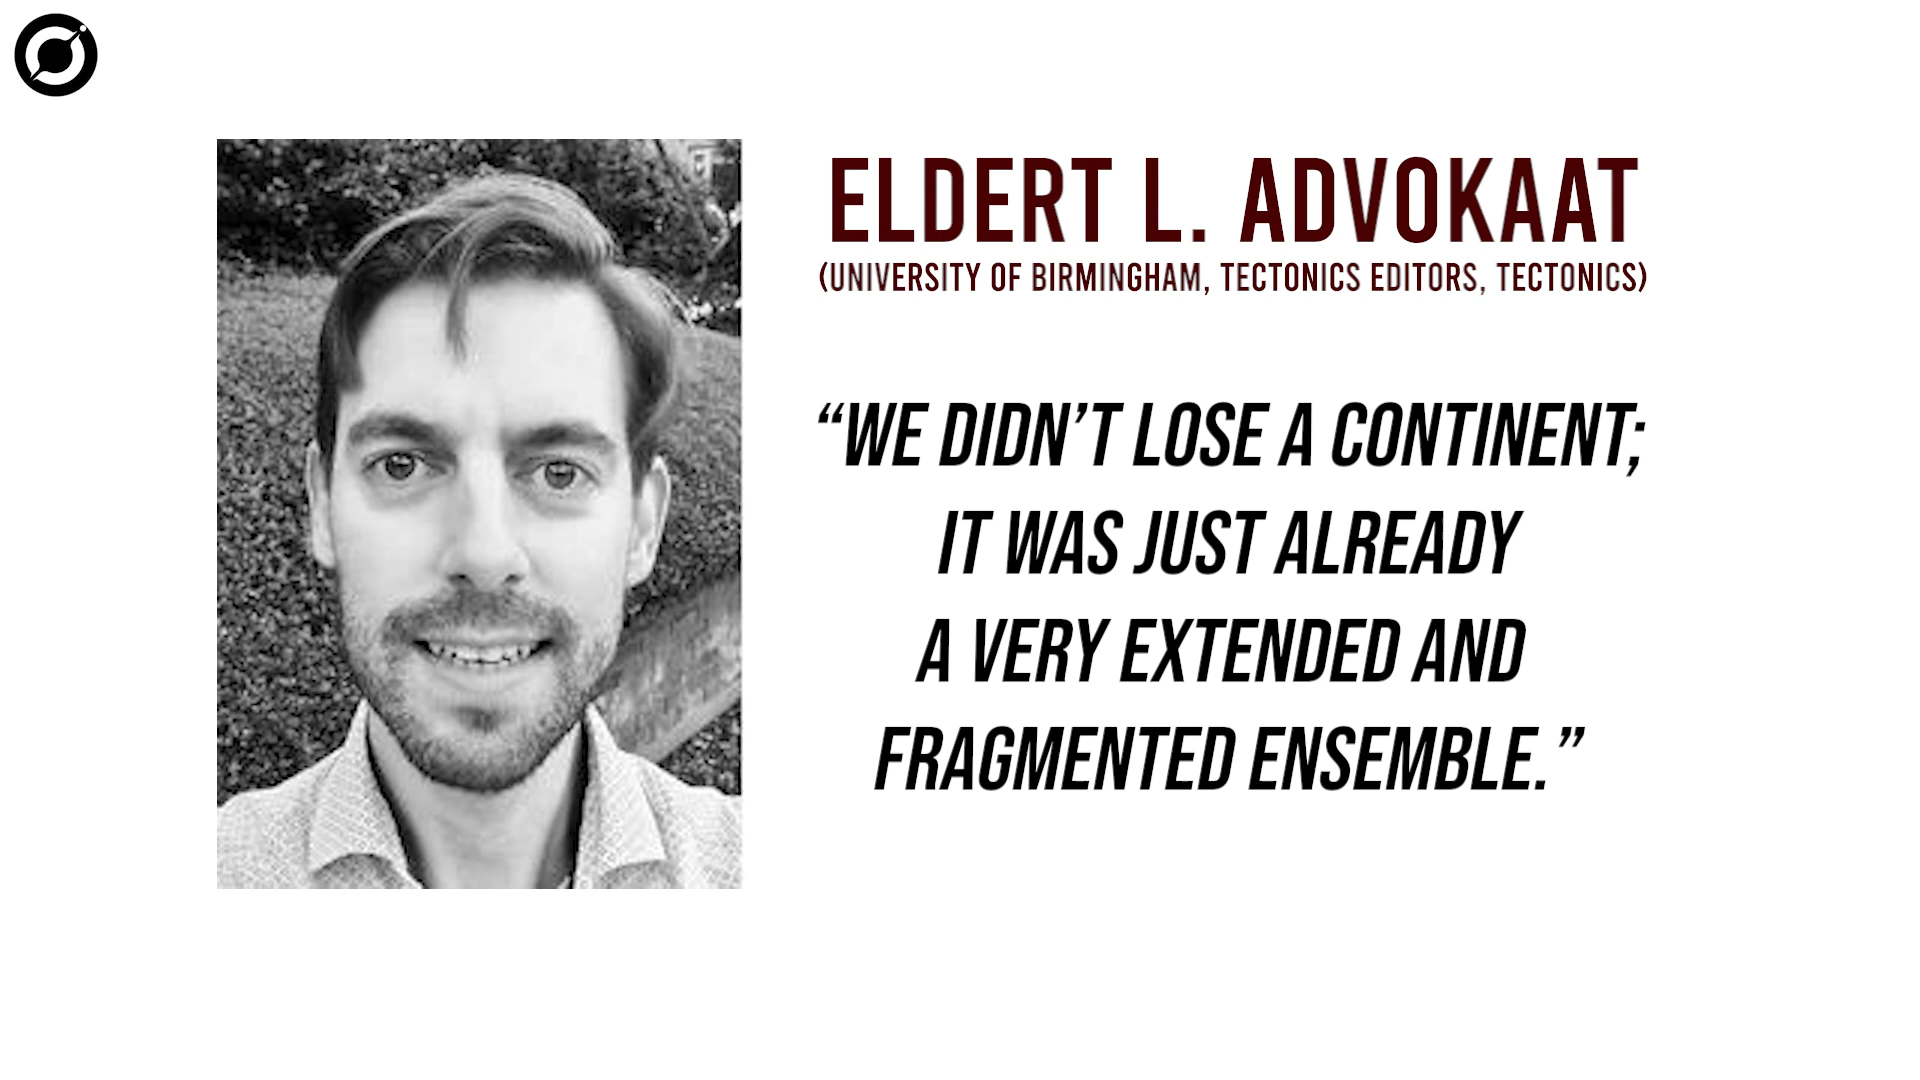 ELDERT L. ADVOKAAT
(UNIVERSITY OF BIRMINGHAM, TECTONICS EDITORS, TECTONICS)
“WE DIDN’T LOSE A CONTINENT;
IT WAS JUST ALREADY
A VERY EXTENDED AND
FRAGMENTED ENSEMBLE.”